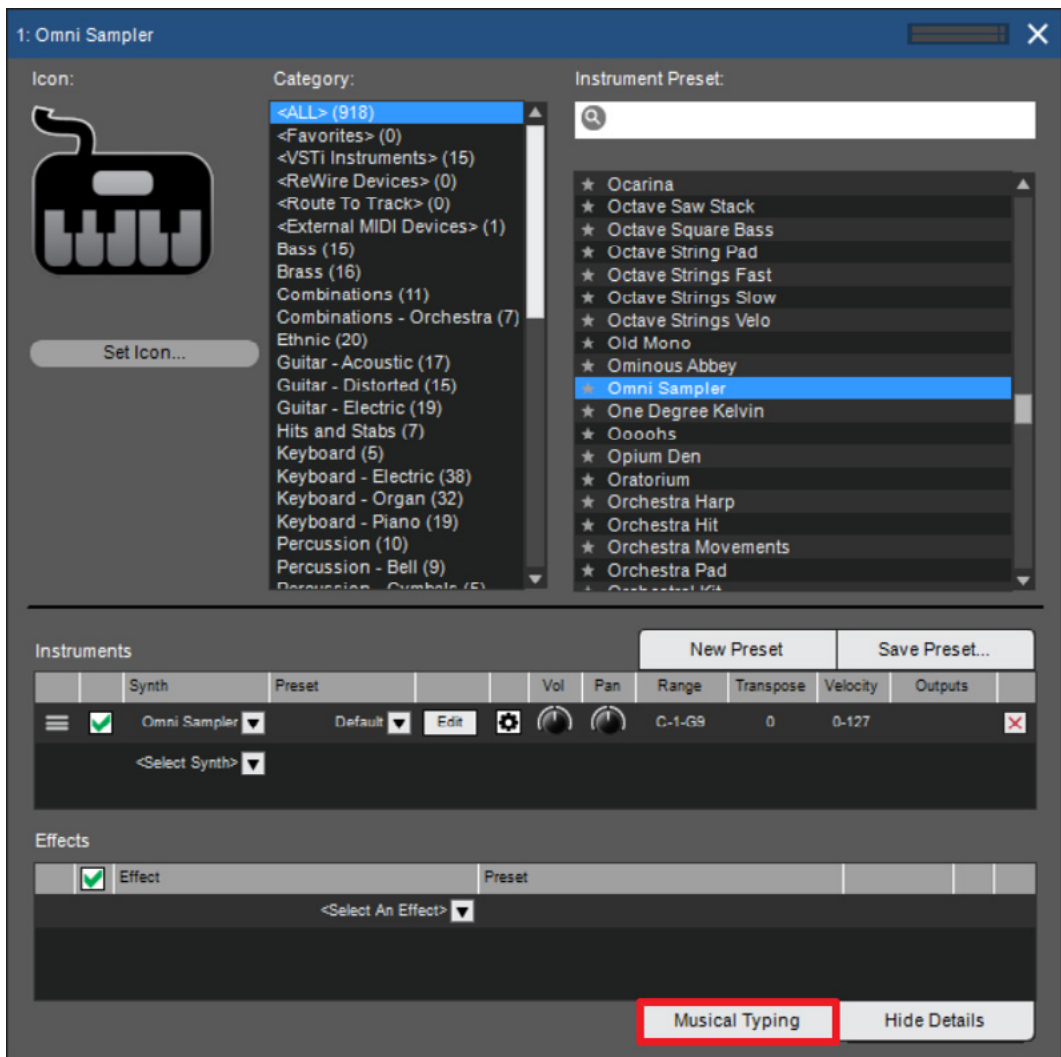 1: Omni Sampler
Icon:
Set Icon...
Category:
<ALL> (918)
<Favorites> (0)
<VSTi Instruments> (15)
<ReWire Devices> (0)
<Route To Track> (0)
<External MIDI Devices> (1)
Bass (15)
Brass (16)
Combinations (11)
Combinations - Orchestra (7)
Ethnic (20)
Guitar - Acoustic (17)
Guitar - Distorted (15)
Guitar - Electric (19)
Hits and Stabs (7)
Keyboard (5)
Keyboard - Electric (38)
Keyboard - Organ (32)
Keyboard - Piano (19)
Percussion (10)
Percussion - Bell (9)
Percussion - Cymbals (5)
Instrument Preset:
Ocarina
Octave Saw Stack
Octave Square Bass
Octave String Pad
Octave Strings Fast
Octave Strings Slow
Octave Strings Velo
Old Mono
Ominous Abbey
Omni Sampler
One Degree Kelvin
Oooohs
Opium Den
Oratorium
Orchestra Harp
Orchestra Hit
Orchestra Movements
Orchestra Pad
Orchestral Kit
Instruments
New Preset Save Preset...
Synth Preset Vol Pan Range Transpose Velocity Outputs
Omni Sampler Default Edit C-1-G9 0 0-127
<Select Synth>
Effects
Effect Preset
<Select An Effect>
Musical Typing Hide Details